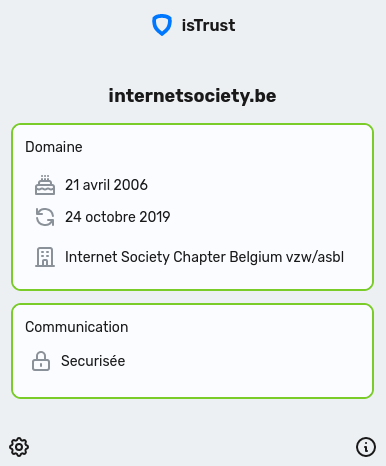 isTrust
internetsociety.be
Domaine
21 avril 2006
24 octobre 2019
Internet Society Chapter Belgium vzw/asbl
Communication
Securisée